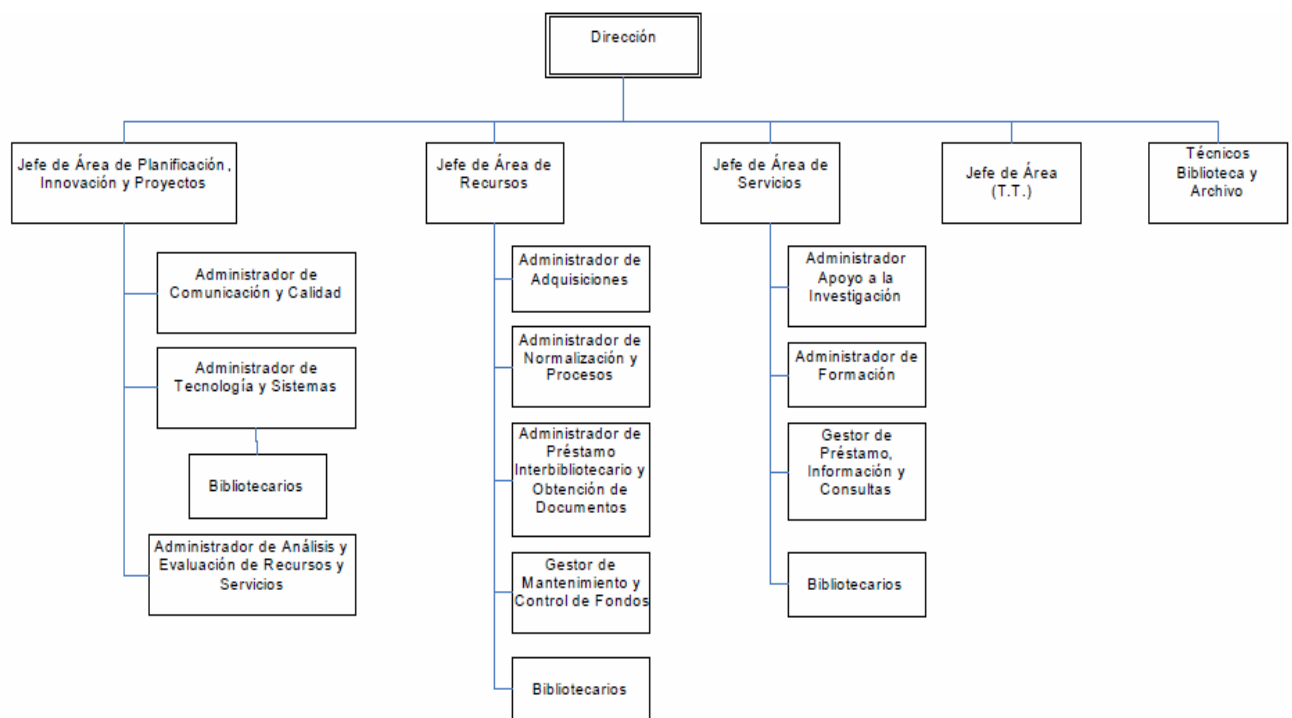 Dirección
Jefe de Área de Planificación,
Innovación y Proyectos
Jefe de Área de
Recursos
Jefe de Área de
Servicios
Jefe de Área
(T.T.)
Técnicos
Biblioteca y
Archivo
Administrador de
Comunicación y Calidad
Administrador de
Tecnología y Sistemas
Bibliotecarios
Administrador de Análisis y
Evaluación de Recursos y
Servicios
Administrador de
Adquisiciones
Administrador de
Normalización y
Procesos
Administrador de
Préstamo
Interbibliotecario y
Obtención de
Documentos
Gestor de
Mantenimiento y
Control de Fondos
Bibliotecarios
Administrador
Apoyo a la
Investigación
Administrador de
Formación
Gestor de
Préstamo,
Información y
Consultas
Bibliotecarios